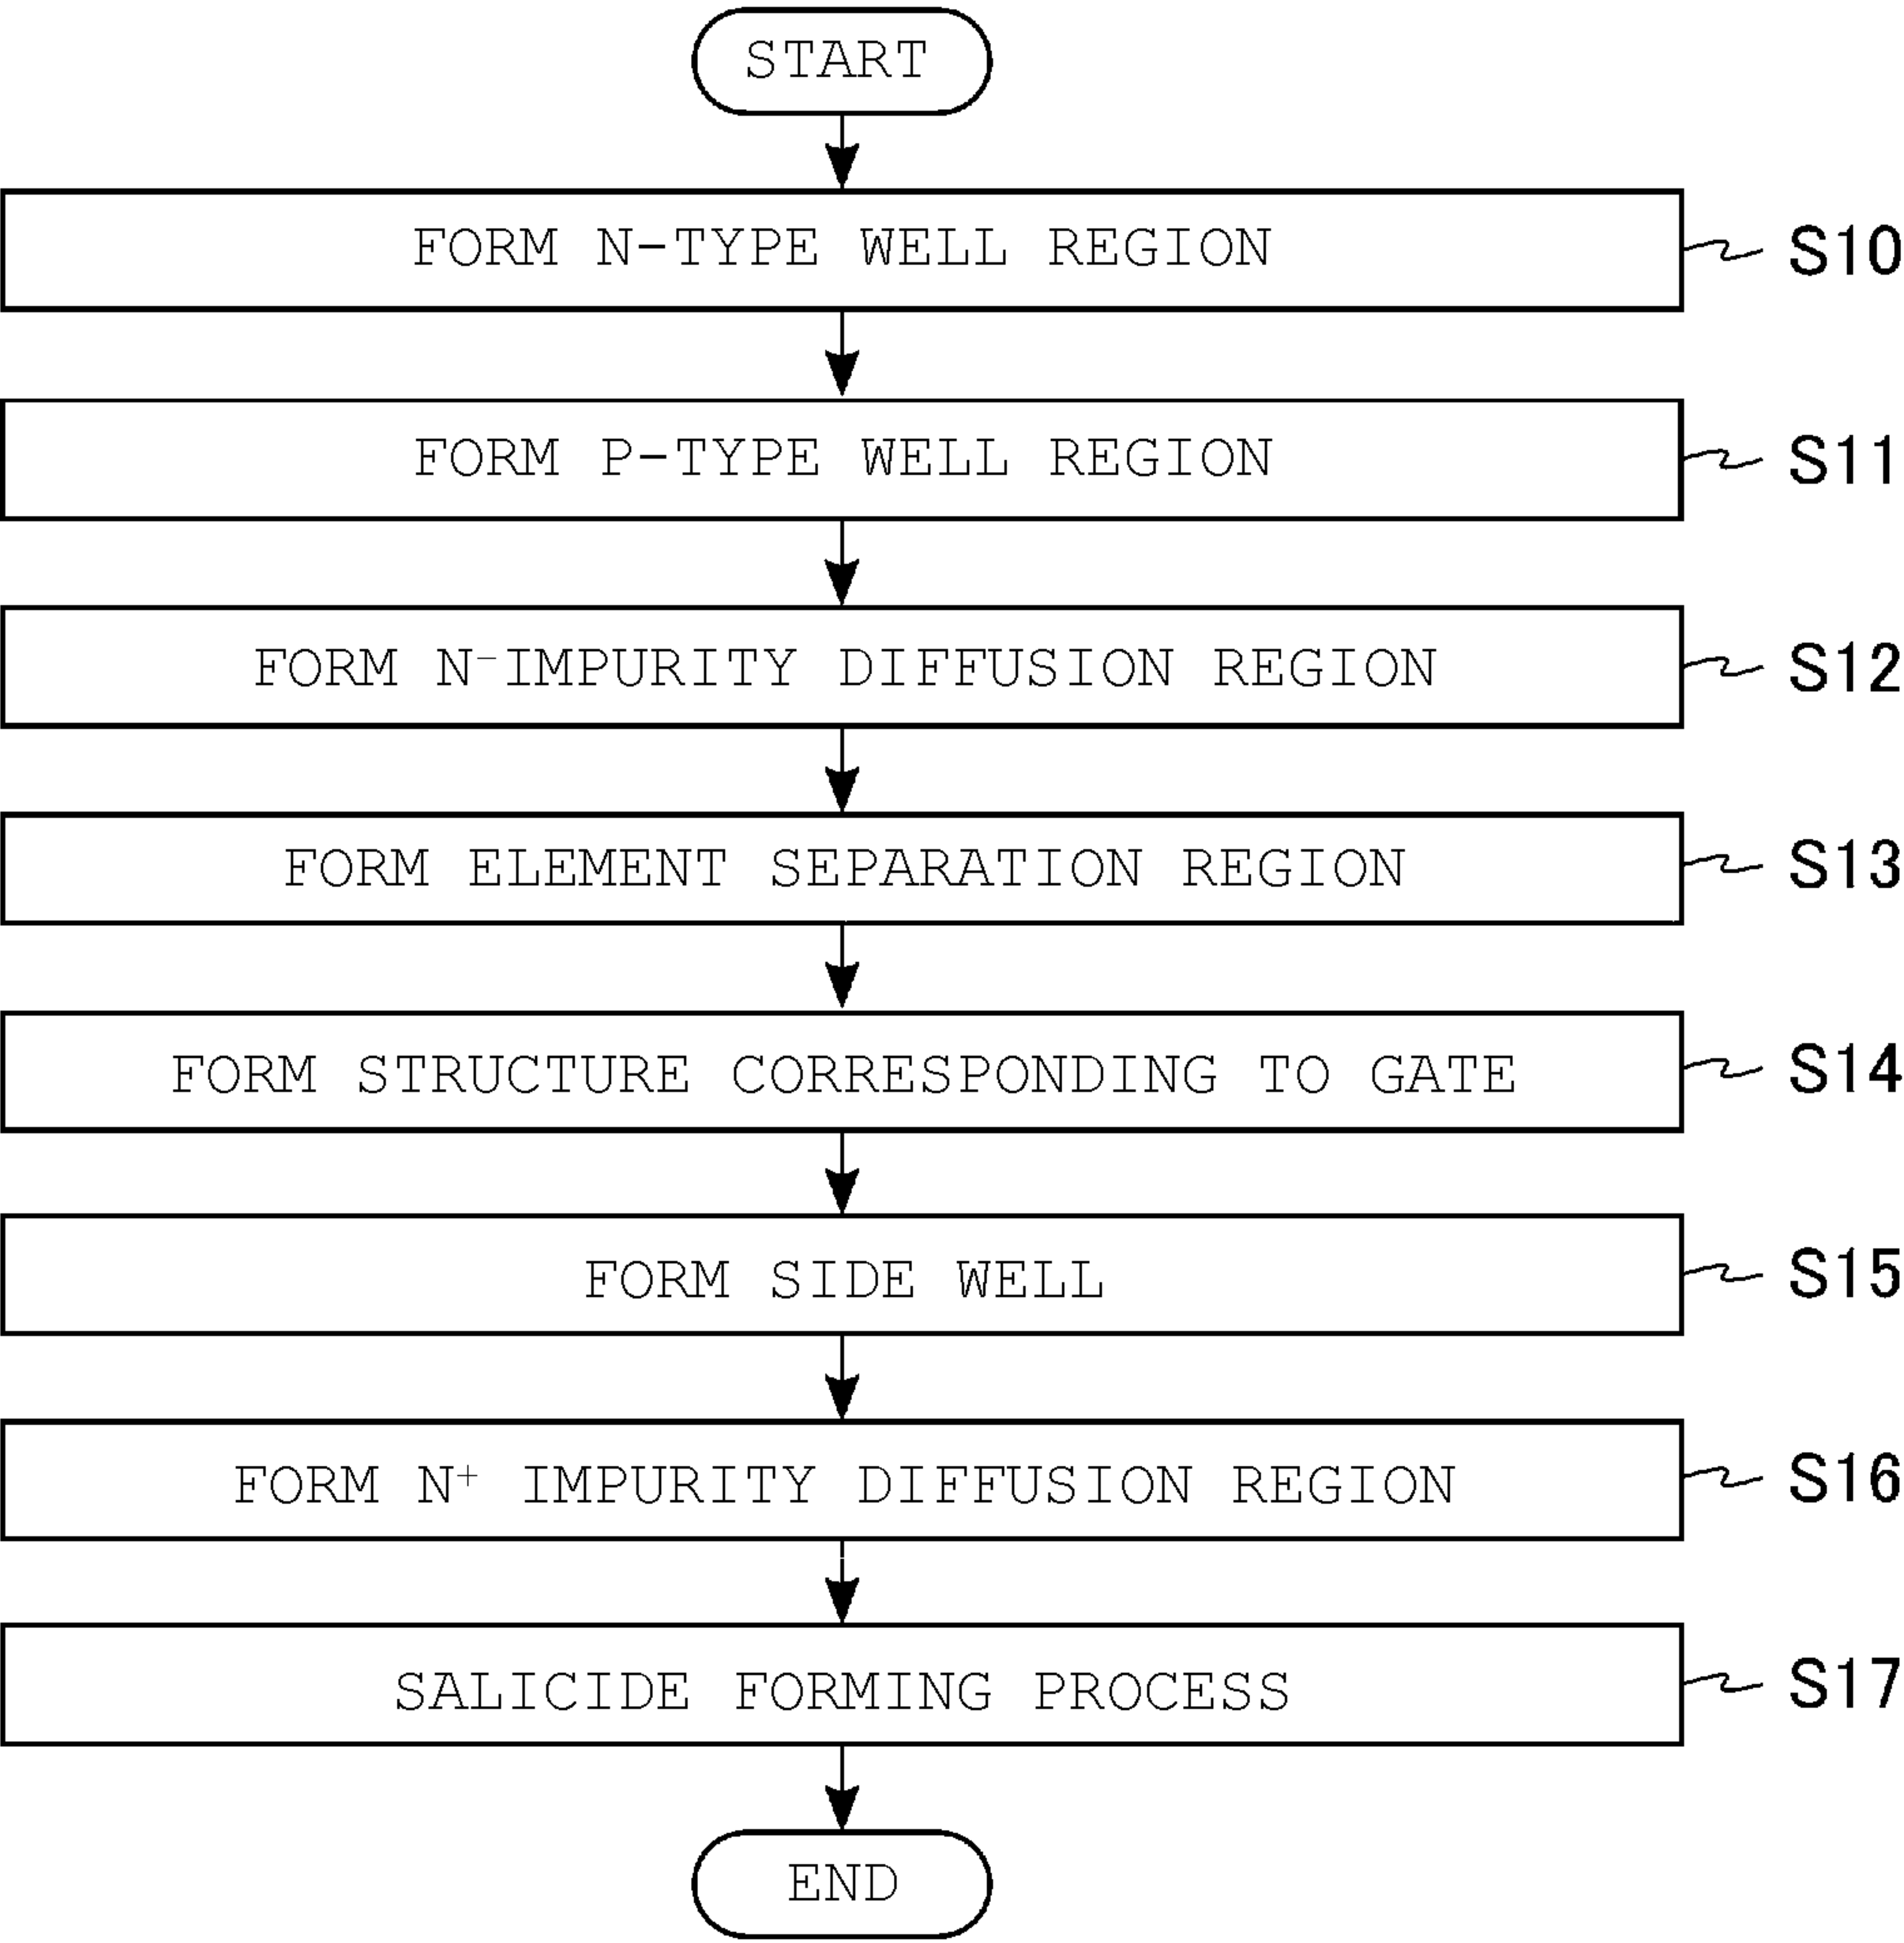 START
FORM N-TYPE WELL REGION S10
FORM P-TYPE WELL REGION S11
FORM N⁻IMPURITY DIFFUSION REGION S12
FORM ELEMENT SEPARATION REGION S13
FORM STRUCTURE CORRESPONDING TO GATE S14
FORM SIDE WELL S15
FORM N⁺ IMPURITY DIFFUSION REGION S16
SALICIDE FORMING PROCESS S17
END